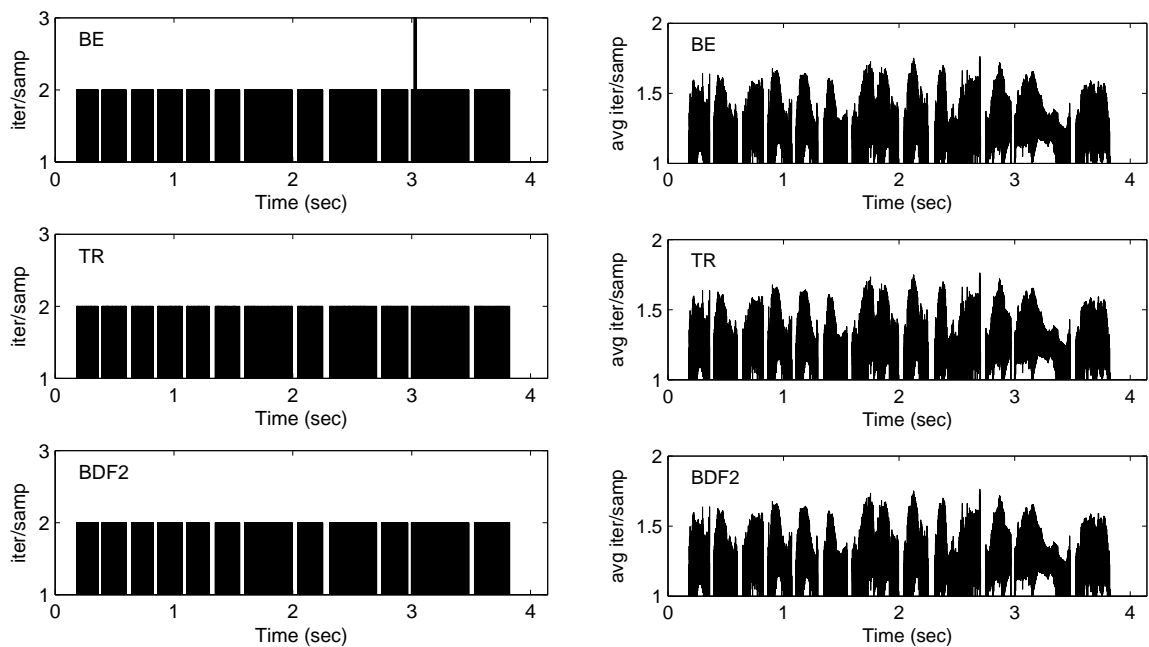 3
2
1
iter/samp
BE
0 1 2 3 4
Time (sec)
2
1.5
1
avg iter/samp
BE
0 1 2 3 4
Time (sec)
3
2
1
iter/samp
TR
0 1 2 3 4
Time (sec)
2
1.5
1
avg iter/samp
TR
0 1 2 3 4
Time (sec)
3
2
1
iter/samp
BDF2
0 1 2 3 4
Time (sec)
2
1.5
1
avg iter/samp
BDF2
0 1 2 3 4
Time (sec)